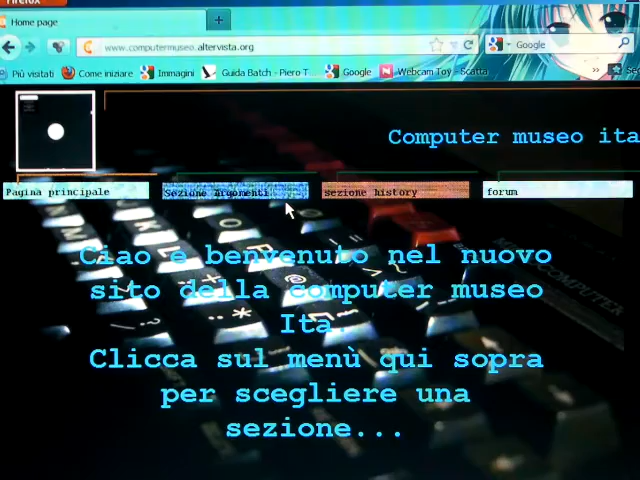 Firefox
Home page
www.computermuseo.altervista.org
Google
Più visitati Come iniziare Immagini Guida Batch - Piero T... Google Webcam Toy - Scatta
Computer museo ita
Pagina principale Sezione Argomenti sezione history forum
Ciao e benvenuto nel nuovo
sito della computer museo
Ita.
Clicca sul menù qui sopra
per scegliere una
sezione...